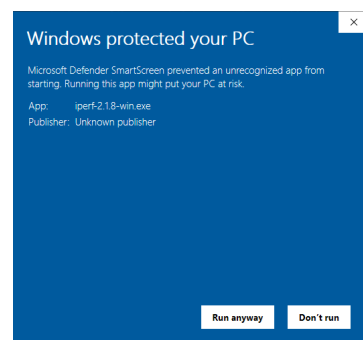 Windows protected your PC
Microsoft Defender SmartScreen prevented an unrecognized app from
starting. Running this app might put your PC at risk.
App: iperf-2.1.8-win.exe
Publisher: Unknown publisher
Run anyway Don't run